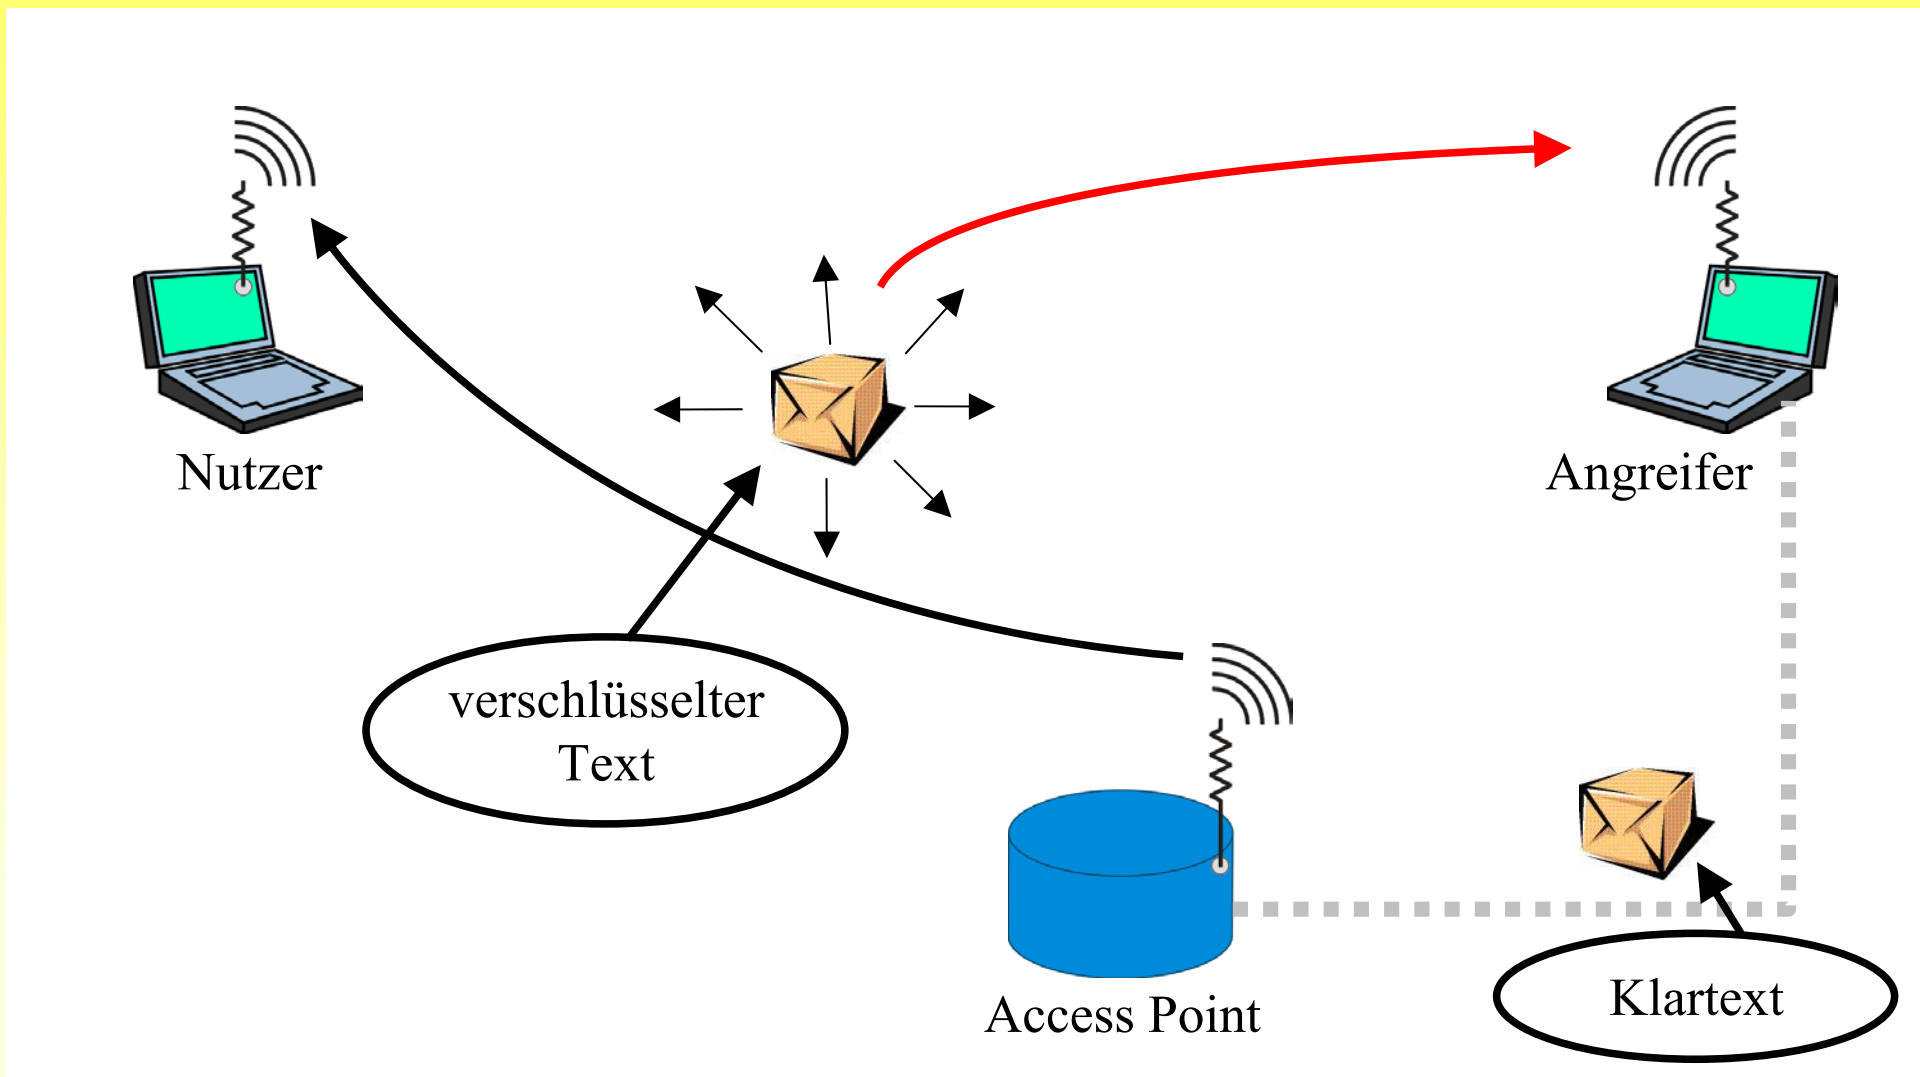 Nutzer
Angreifer
verschlüsselter
Text
Klartext
Access Point